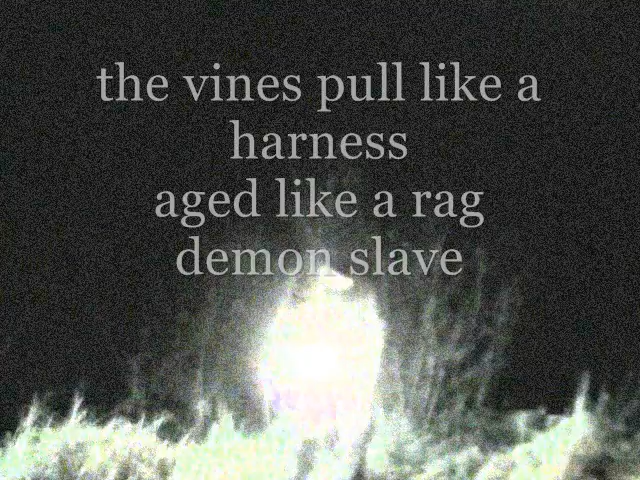 the vines pull like a
harness
aged like a rag
demon slave